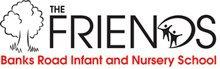 THE
FRIENDS
Banks Road Infant and Nursery School